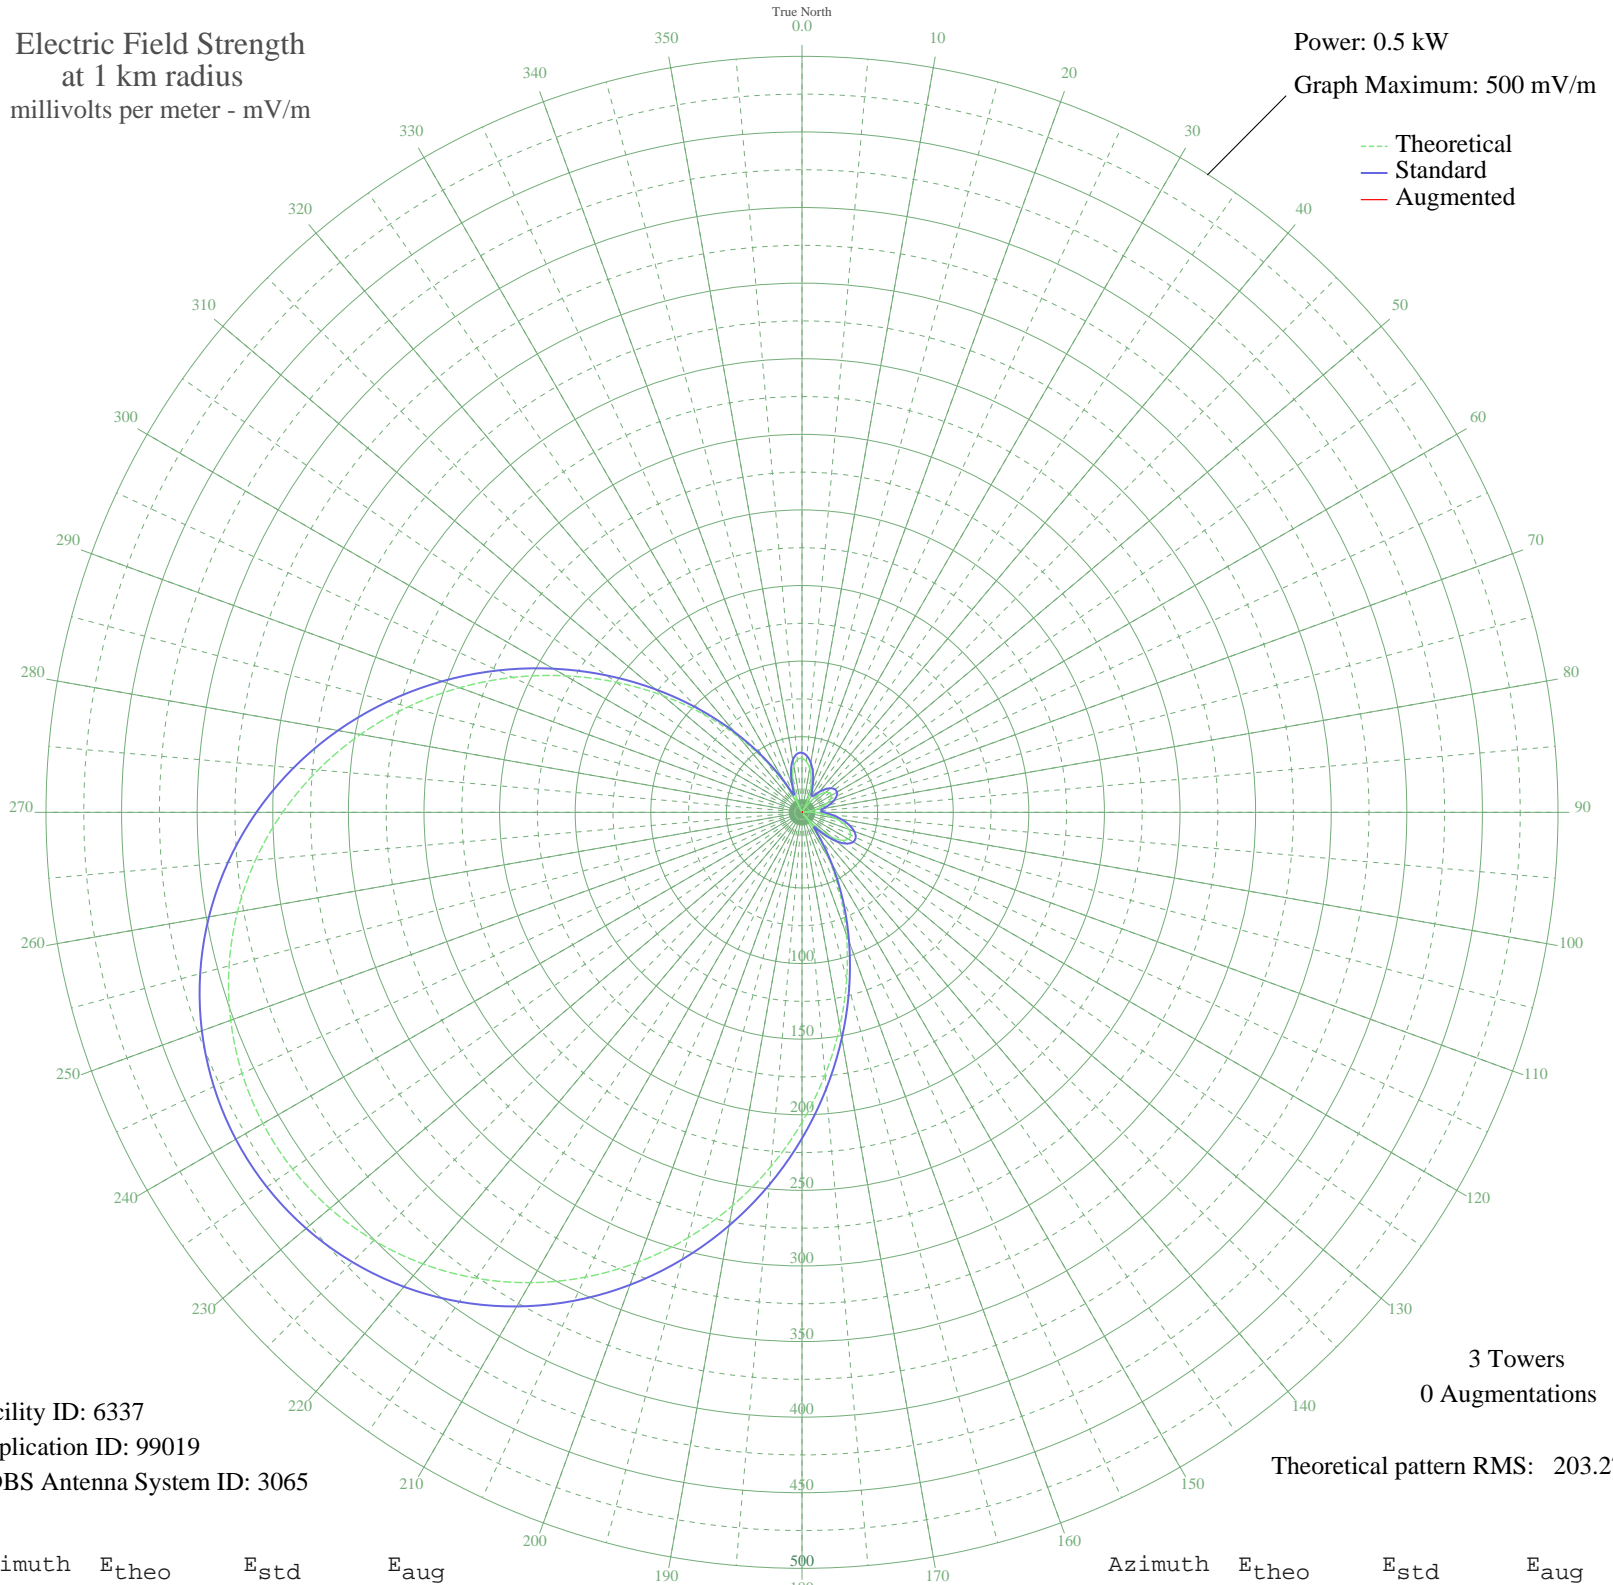 True North
Electric Field Strength
at 1 km radius
millivolts per meter - mV/m
Power: 0.5 kW
Graph Maximum: 500 mV/m
Theoretical
Standard
Augmented
0.0
10
20
30
40
50
60
70
80
90
100
110
120
130
140
150
160
170
190
200
210
220
230
240
250
260
270
280
290
300
310
320
330
340
350
100
150
200
250
300
350
400
450
500
3 Towers
0 Augmentations
Theoretical pattern RMS: 203.2
cility ID: 6337
plication ID: 99019
DBS Antenna System ID: 3065
imuth Etheo Estd Eaug
Azimuth Etheo Estd Eaug